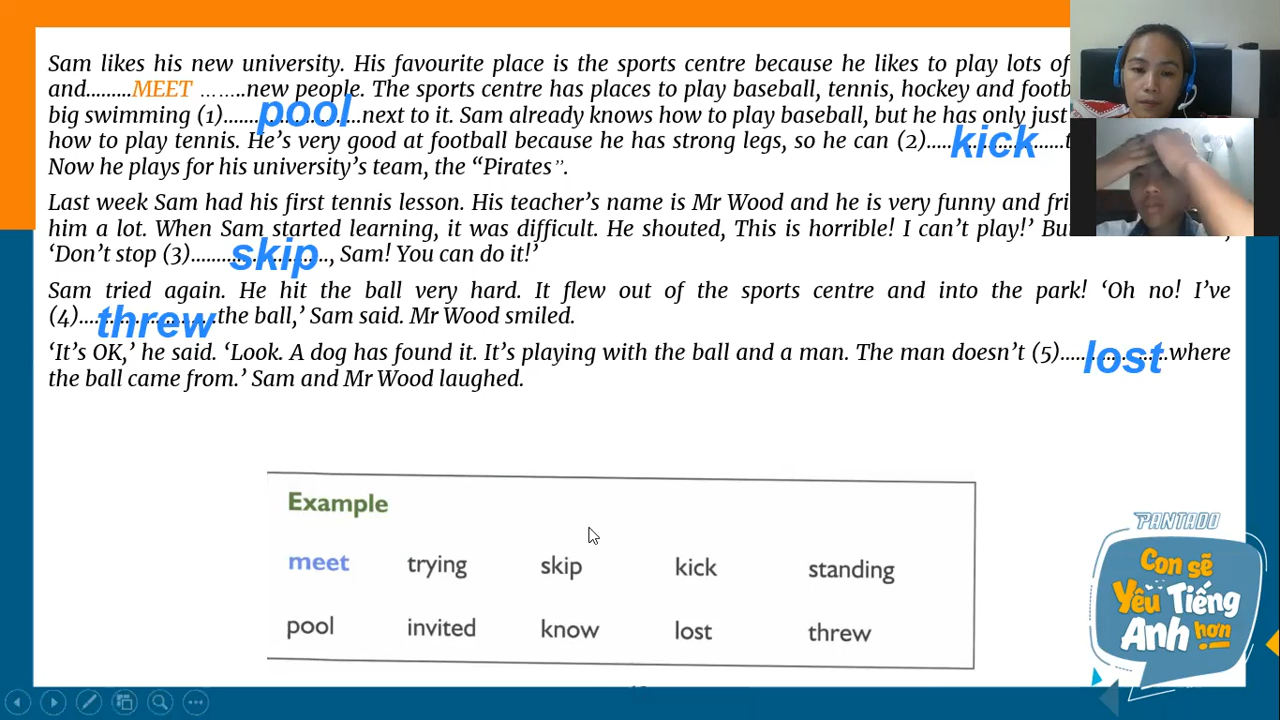 Sam likes his new university. His favourite place is the sports centre because he likes to play lots of
and.........MEET ........new people. The sports centre has places to play baseball, tennis, hockey and footb
big swimming (1).......................next to it. Sam already knows how to play baseball, but he has only just
pool
how to play tennis. He's very good at football because he has strong legs, so he can (2).......................t
kick
Now he plays for his university's team, the “Pirates”.
Last week Sam had his first tennis lesson. His teacher's name is Mr Wood and he is very funny and fri
him a lot. When Sam started learning, it was difficult. He shouted, This is horrible! I can't play!' Bu
‘Don't stop (3)......................., Sam! You can do it!’
skip
Sam tried again. He hit the ball very hard. It flew out of the sports centre and into the park! ‘Oh no! I've
(4).......................the ball,’ Sam said. Mr Wood smiled.
threw
‘It's OK,’ he said. ‘Look. A dog has found it. It's playing with the ball and a man. The man doesn't (5)...................where
lost
the ball came from.’ Sam and Mr Wood laughed.
Example
meet trying skip kick standing
pool invited know lost threw
PANTADO
Con sẽ
Yêu Tiếng
Anh hơn